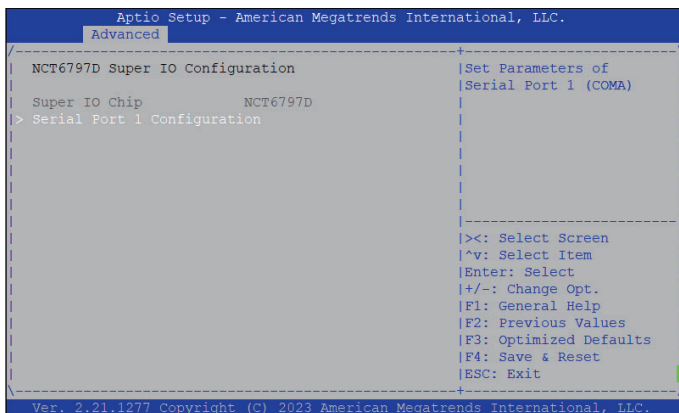 Aptio Setup - American Megatrends International, LLC.
Advanced
NCT6797D Super IO Configuration
Super IO Chip NCT6797D
> Serial Port 1 Configuration
Set Parameters of
Serial Port 1 (COMA)
><: Select Screen
^v: Select Item
Enter: Select
+/-: Change Opt.
F1: General Help
F2: Previous Values
F3: Optimized Defaults
F4: Save & Reset
ESC: Exit
Ver. 2.21.1277 Copyright (C) 2023 American Megatrends International, LLC.